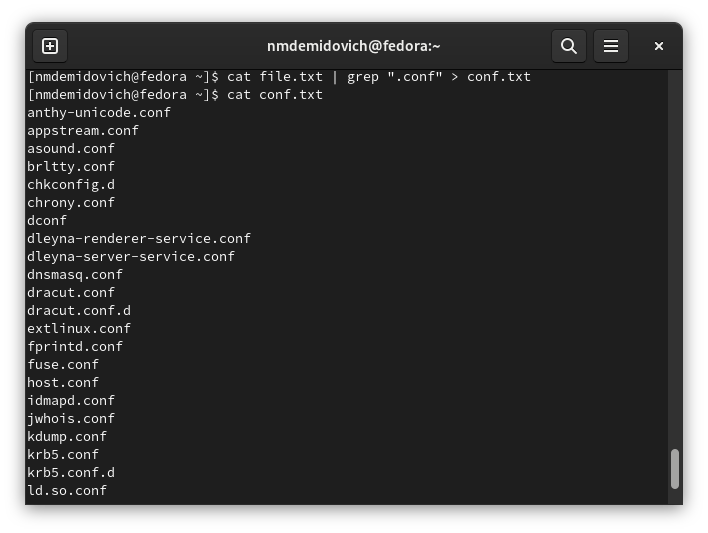 nmdemidovich@fedora:~
[nmdemidovich@fedora ~]$ cat file.txt | grep ".conf" > conf.txt
[nmdemidovich@fedora ~]$ cat conf.txt
anthy-unicode.conf
appstream.conf
asound.conf
brltty.conf
chkconfig.d
chrony.conf
dconf
dleyna-renderer-service.conf
dleyna-server-service.conf
dnsmasq.conf
dracut.conf
dracut.conf.d
extlinux.conf
fprintd.conf
fuse.conf
host.conf
idmapd.conf
jwhois.conf
kdump.conf
krb5.conf
krb5.conf.d
ld.so.conf